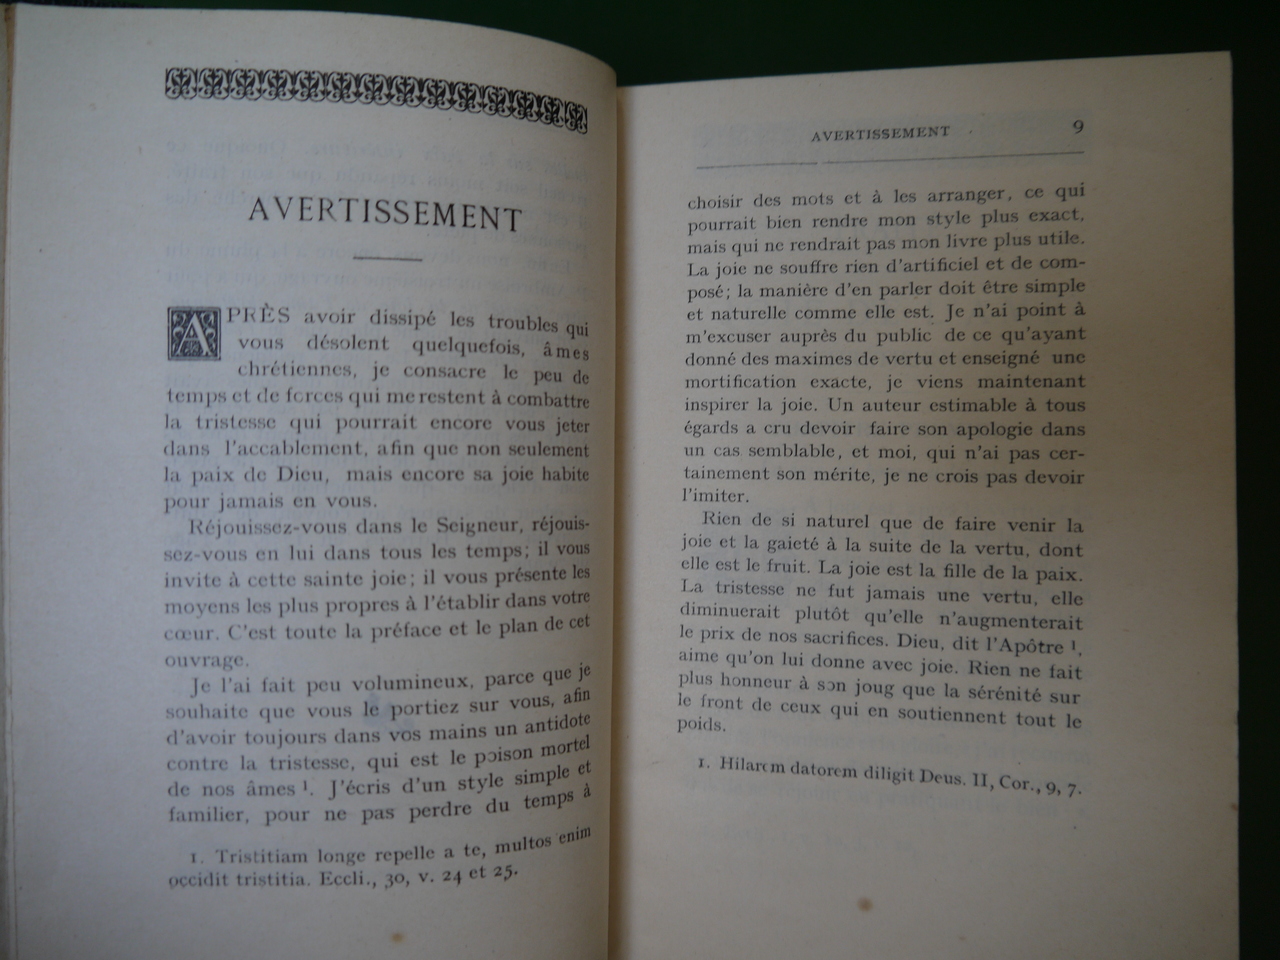 AVERTISSEMENT
APRÈS avoir dissipé les troubles qui
vous désolent quelquefois, âmes
chrétiennes, je consacre le peu de
temps et de forces qui me restent à combattre
la tristesse qui pourrait encore vous jeter
dans l'accablement, afin que non seulement
la paix de Dieu, mais encore sa joie habite
pour jamais en vous.
Réjouissez-vous dans le Seigneur, réjouis-
sez-vous en lui dans tous les temps; il vous
invite à cette sainte joie; il vous présente les
moyens les plus propres à l'établir dans votre
cœur. C'est toute la préface et le plan de cet
ouvrage.
Je l'ai fait peu volumineux, parce que je
souhaite que vous le portiez sur vous, afin
d'avoir toujours dans vos mains un antidote
contre la tristesse, qui est le poison mortel
de nos âmes 1. J'écris d'un style simple et
familier, pour ne pas perdre du temps à
1. Tristitiam longe repelle a te, multos enim
occidit tristitia. Eccli., 30, v. 24 et 25.
AVERTISSEMENT 9
choisir des mots et à les arranger, ce qui
pourrait bien rendre mon style plus exact,
mais qui ne rendrait pas mon livre plus utile.
La joie ne souffre rien d'artificiel et de com-
posé; la manière d'en parler doit être simple
et naturelle comme elle est. Je n'ai point à
m'excuser auprès du public de ce qu'ayant
donné des maximes de vertu et enseigné une
mortification exacte, je viens maintenant
inspirer la joie. Un auteur estimable à tous
égards a cru devoir faire son apologie dans
un cas semblable, et moi, qui n'ai pas cer-
tainement son mérite, je ne crois pas devoir
l'imiter.
Rien de si naturel que de faire venir la
joie et la gaieté à la suite de la vertu, dont
elle est le fruit. La joie est la fille de la paix.
La tristesse ne fut jamais une vertu, elle
diminuerait plutôt qu'elle n'augmenterait
le prix de nos sacrifices. Dieu, dit l'Apôtre 1,
aime qu'on lui donne avec joie. Rien ne fait
plus honneur à son joug que la sérénité sur
le front de ceux qui en soutiennent tout le
poids.
1. Hilarem datorem diligit Deus. II, Cor., 9, 7.